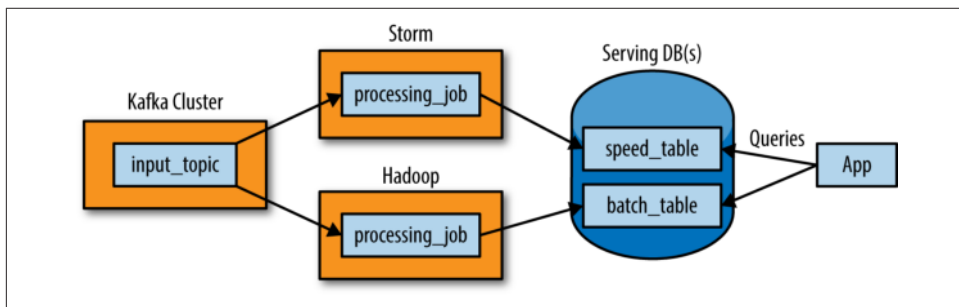 Storm
processing_job
Kafka Cluster
input_topic
Hadoop
processing_job
Serving DB(s)
speed_table
batch_table
Queries
App